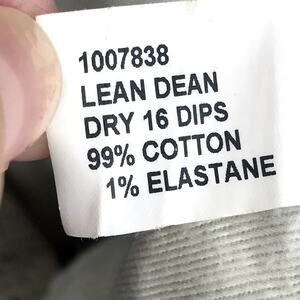 1007838
LEAN DEAN
DRY 16 DIPS
99% COTTON
1% ELASTANE